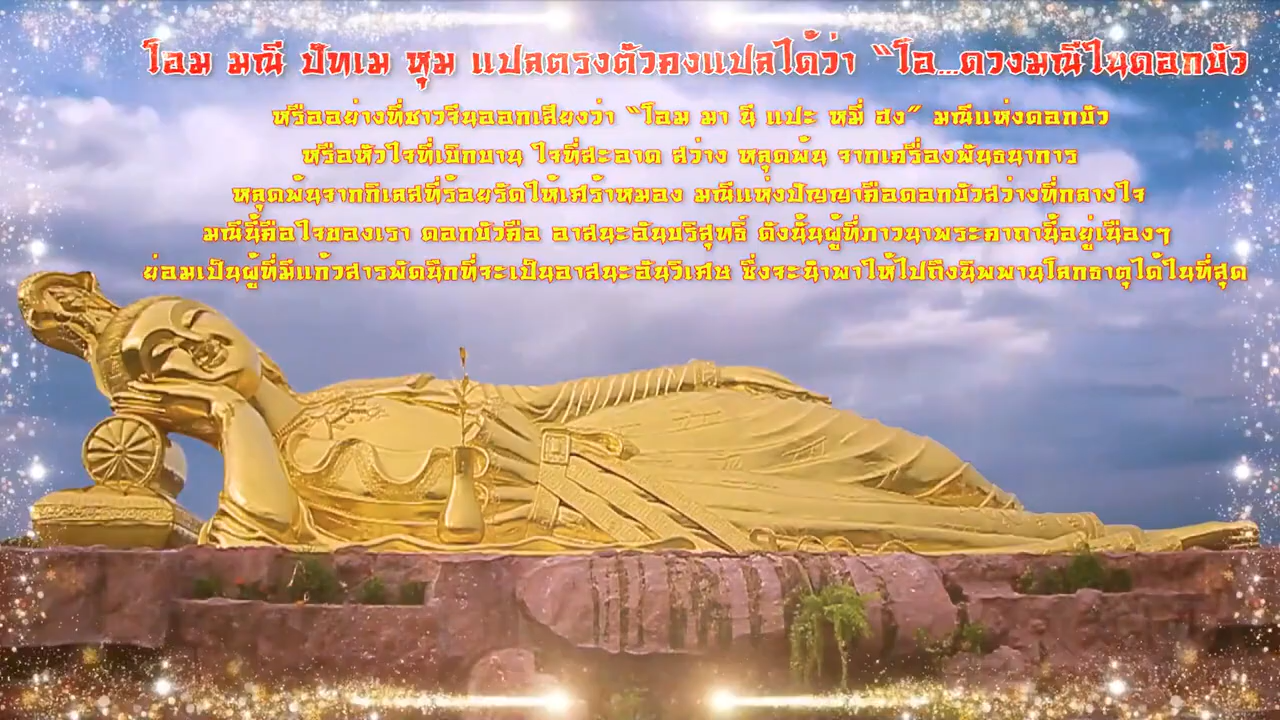 โอม มณี ปัทเม หุม แปลตรงตัวคงแปลได้ว่า “โอ...ดวงมณีในดอกบัว
หรืออย่างที่ชาวจีนออกเสียงว่า “โอม มา นี แปะ หมี่ ฮง” มณีแห่งดอกบัว
หรือหัวใจที่เบิกบาน ใจที่สะอาด สว่าง หลุดพ้น จากเครื่องพันธนาการ
หลุดพ้นจากกิเลสที่ร้อยรัดให้เศร้าหมอง มณีแห่งปัญญาคือดอกบัวสว่างที่กลางใจ
มณีนี้คือใจของเรา ดอกบัวคือ อาสนะอันบริสุทธิ์ ดังนั้นผู้ที่ภาวนาพระคาถานี้อยู่เนืองๆ
ย่อมเป็นผู้ที่มีแก้วสารพัดนึกที่จะเป็นอาสนะอันวิเศษ ซึ่งจะนำพาให้ไปถึงนิพพานโลกธาตุได้ในที่สุด